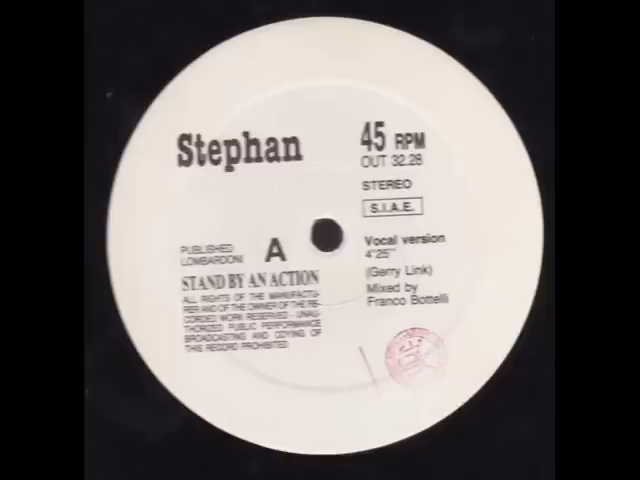 Stephan
45 RPM
OUT 32.26
STEREO
S.I.A.E.
PUBLISHED
LOMBARDONI
A
STAND BY AN ACTION
ALL RIGHTS OF THE MANUFACTU-
RER AND OF THE OWNER OF THE RE-
CORDED WORK RESERVED - UNAU-
THORIZED PUBLIC PERFORMANCE
BROADCASTING AND COYING OF
THIS RECORD PROHIBITED
Vocal version
4'25"
(Gerry Link)
Mixed by
Franco Bottelli